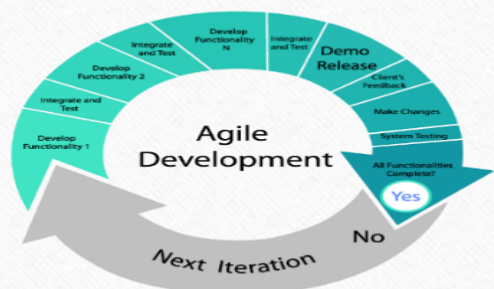 Agile
Development
Develop
Functionality 1
Integrate and
Test
Develop
Functionality 2
Integrate
and Test
Develop
Functionality
N
Integrate
and Test
Demo
Release
Client's
Feedback
Make Changes
System Testing
All Functionalities
Complete?
Yes
No
Next Iteration